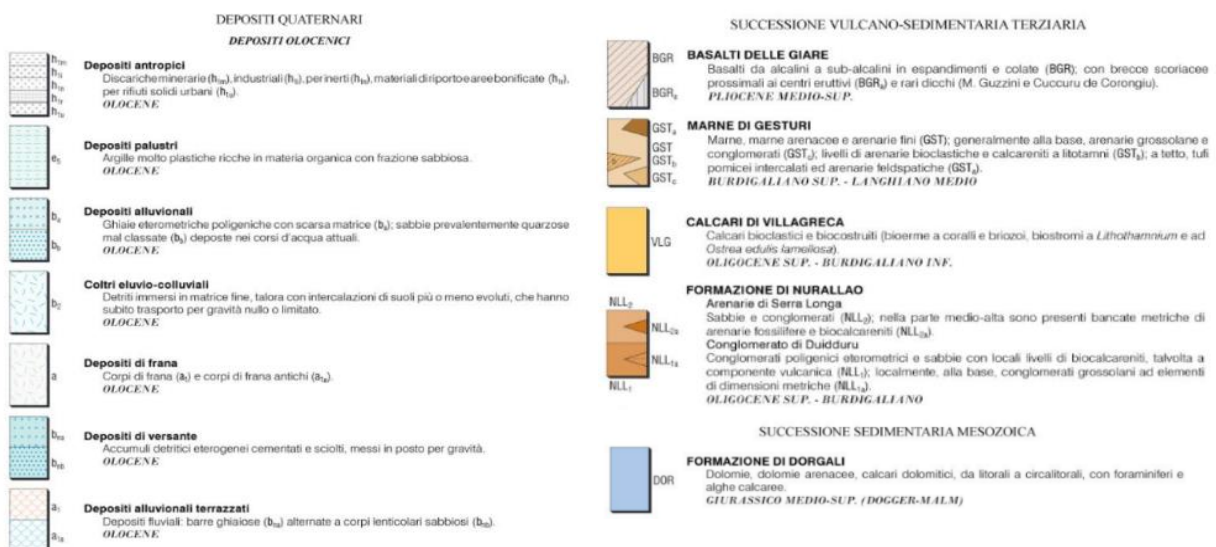 DEPOSITI QUATERNARI
DEPOSITI OLOCENICI
h1m
h1i
h1n
h1r
h1u
Depositi antropici
Discariche minerarie (h1m), industriali (h1i), per inerti (h1n), materiali di riporto e aree bonificate (h1r),
per rifiuti solidi urbani (h1u).
OLOCENE
e5
Depositi palustri
Argille molto plastiche ricche in materia organica con frazione sabbiosa.
OLOCENE
ba
bb
Depositi alluvionali
Ghiaie eterometriche poligeniche con scarsa matrice (ba); sabbie prevalentemente quarzose
mal classate (bb) deposte nei corsi d'acqua attuali.
OLOCENE
b2
Coltri eluvio-colluviali
Detriti immersi in matrice fine, talora con intercalazioni di suoli più o meno evoluti, che hanno
subito trasporto per gravità nullo o limitato.
OLOCENE
a
Depositi di frana
Corpi di frana (a1) e corpi di frana antichi (a1a).
OLOCENE
bna
bnb
Depositi di versante
Accumuli detritici eterogenei cementati e sciolti, messi in posto per gravità.
OLOCENE
a1
a1a
Depositi alluvionali terrazzati
Depositi fluviali: barre ghiaiose (bna) alternate a corpi lenticolari sabbiosi (bnb).
OLOCENE
SUCCESSIONE VULCANO-SEDIMENTARIA TERZIARIA
BGR
BGRa
BASALTI DELLE GIARE
Basalti da alcalini a sub-alcalini in espandimenti e colate (BGR); con brecce scoriacee
prossimali ai centri eruttivi (BGRa) e rari dicchi (M. Guzzini e Cuccuru de Corongiu).
PLIOCENE MEDIO-SUP.
GSTa
GST
GSTb
GSTc
MARNE DI GESTURI
Marne, marne arenacee e arenarie fini (GST); generalmente alla base, arenarie grossolane e
conglomerati (GSTc); livelli di arenarie bioclastiche e calcareniti a litotamni (GSTb); a tetto, tufi
pomicei intercalati ed arenarie feldspatiche (GSTa).
BURDIGALIANO SUP. - LANGHIANO MEDIO
VLG
CALCARI DI VILLAGRECA
Calcari bioclastici e biocostruiti (bioerme a coralli e briozoi, biostromi a Lithothamnium e ad
Ostrea edulis lamellosa).
OLIGOCENE SUP. - BURDIGALIANO INF.
NLL2
NLL2a
NLL1a
NLL1
FORMAZIONE DI NURALLAO
Arenarie di Serra Longa
Sabbie e conglomerati (NLL2); nella parte medio-alta sono presenti bancate metriche di
arenarie fossilifere e biocalcareniti (NLL2a).
Conglomerato di Duidduru
Conglomerati poligenici eterometrici e sabbie con locali livelli di biocalcareniti, talvolta a
componente vulcanica (NLL1); localmente, alla base, conglomerati grossolani ad elementi
di dimensioni metriche (NLL1a).
OLIGOCENE SUP. - BURDIGALIANO
SUCCESSIONE SEDIMENTARIA MESOZOICA
DOR
FORMAZIONE DI DORGALI
Dolomie, dolomie arenacee, calcari dolomitici, da litorali a circalitorali, con foraminiferi e
alghe calcaree.
GIURASSICO MEDIO-SUP. (DOGGER-MALM)